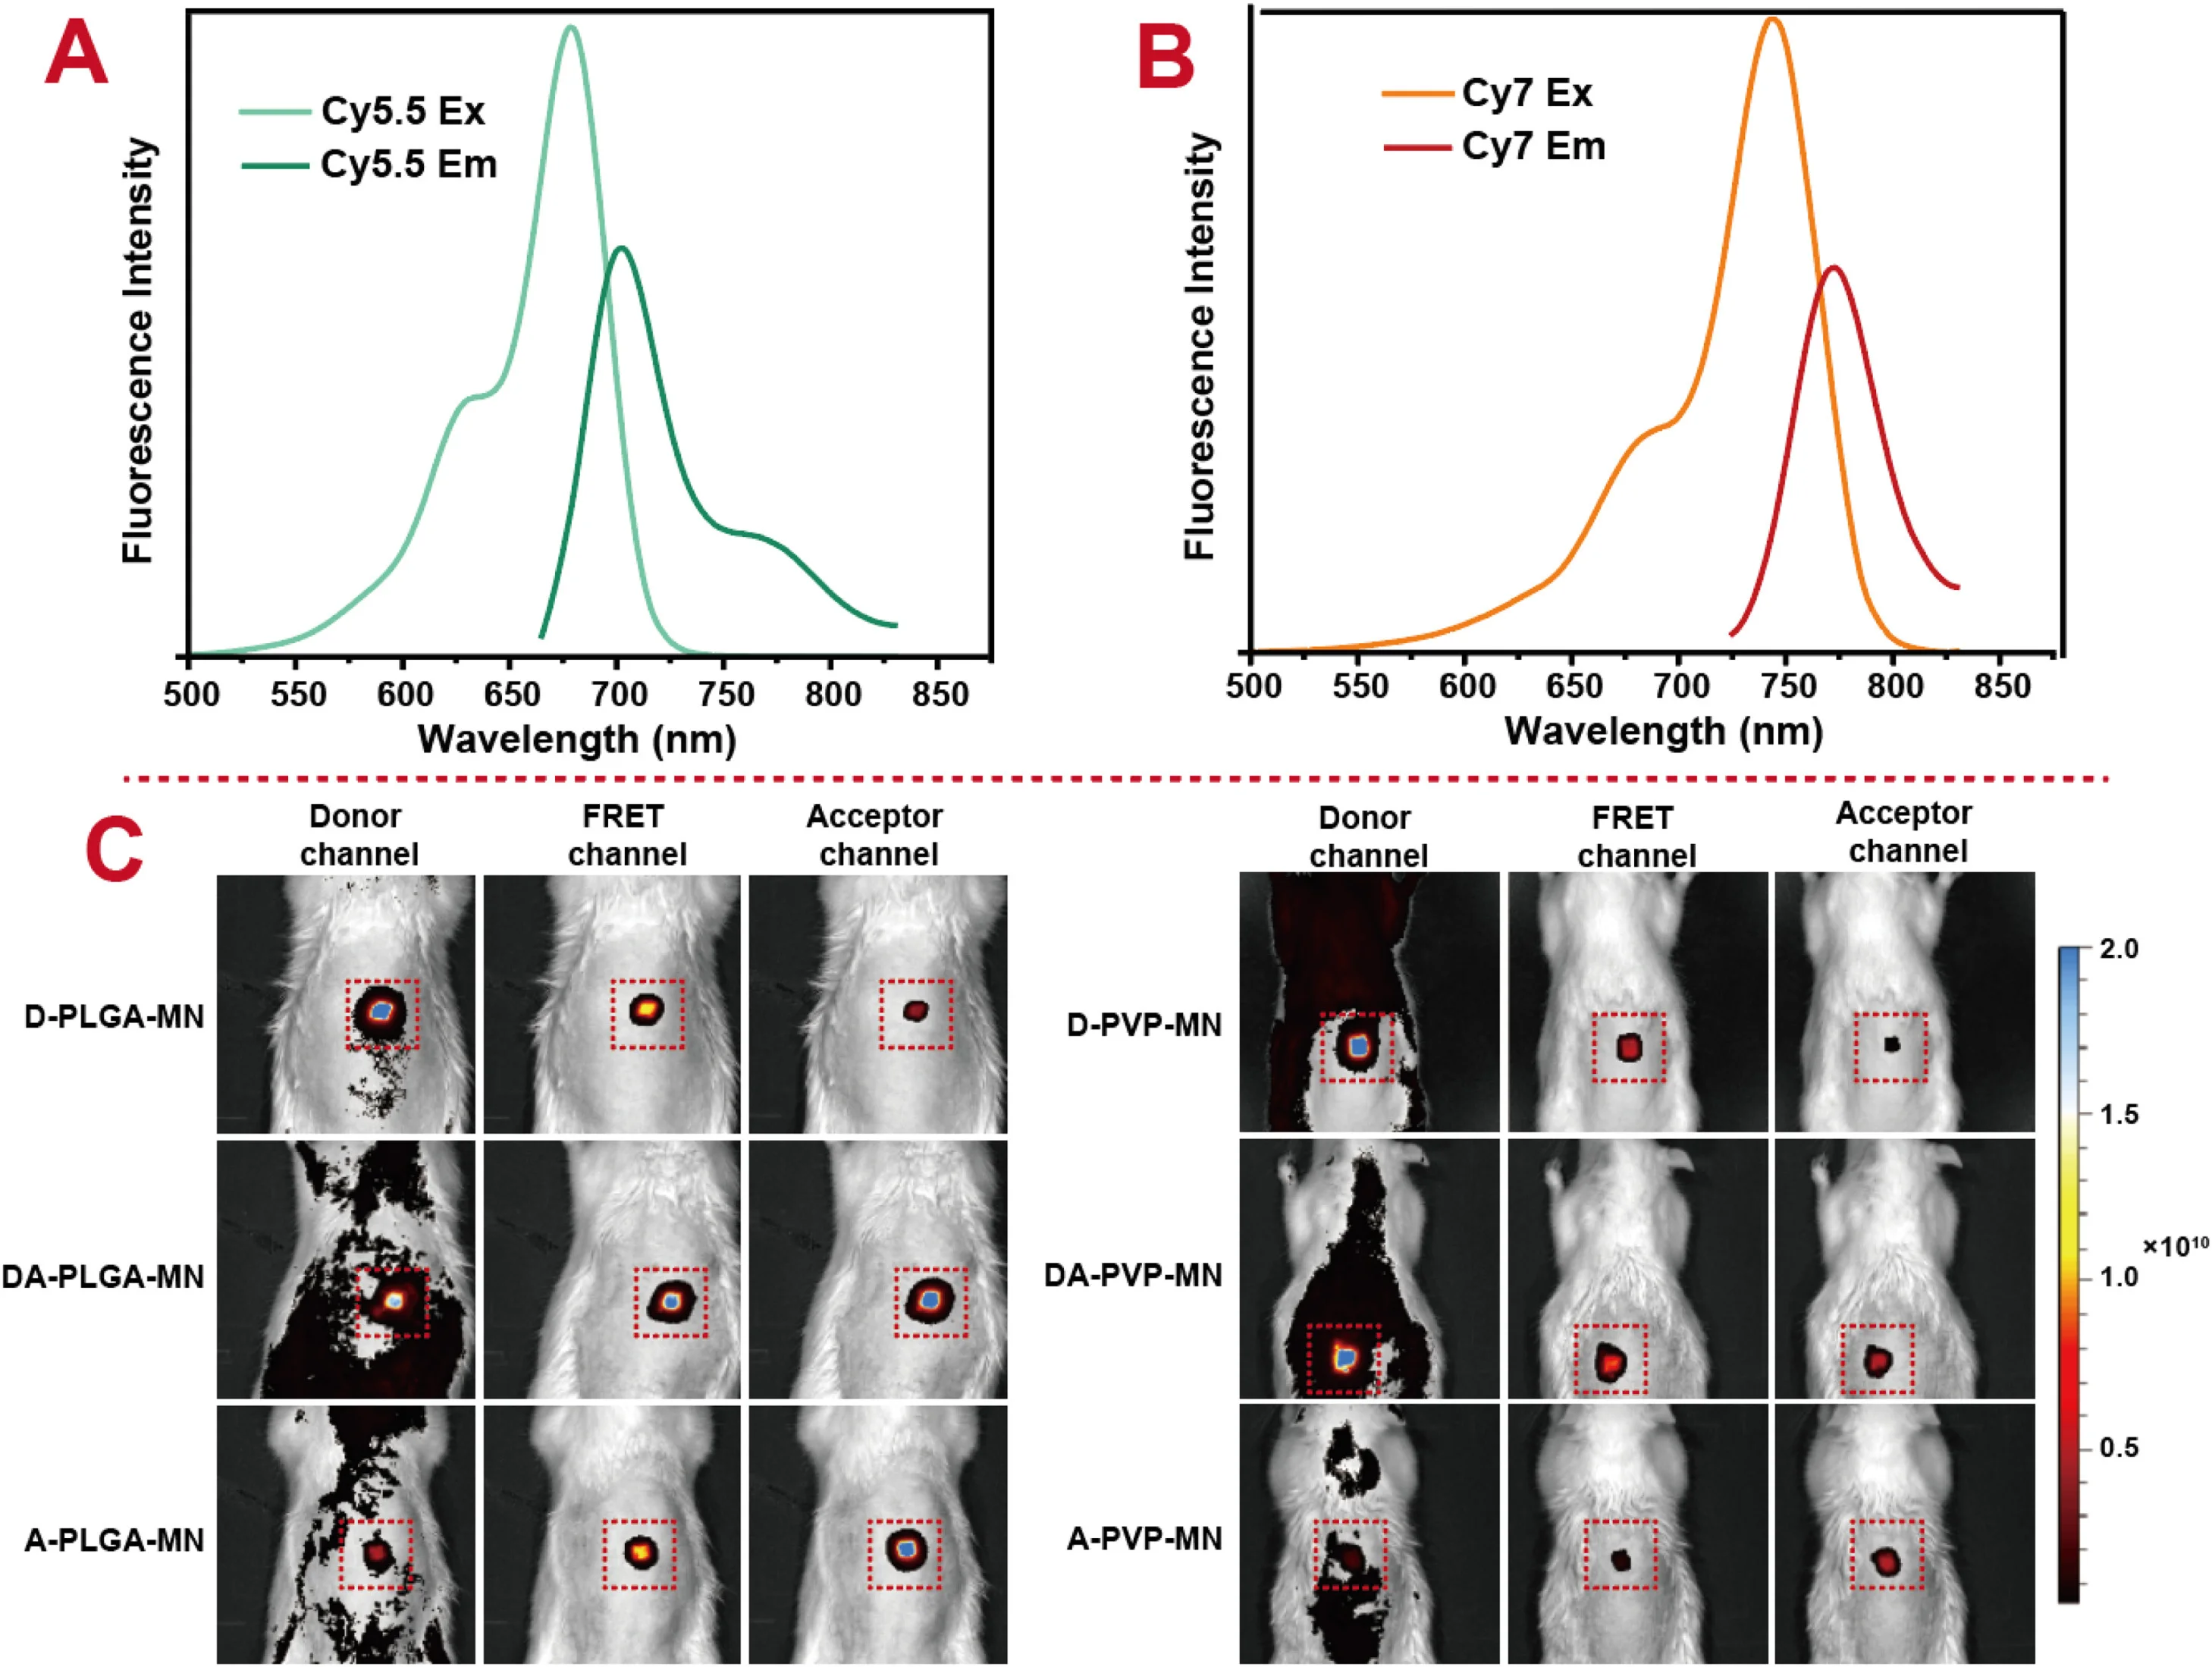 A
Cy5.5 Ex
Cy5.5 Em
Fluorescence Intensity
500 550 600 650 700 750 800 850
Wavelength (nm)
B
Cy7 Ex
Cy7 Em
Fluorescence Intensity
500 550 600 650 700 750 800 850
Wavelength (nm)
C
Donor channel
FRET channel
Acceptor channel
D-PLGA-MN
DA-PLGA-MN
A-PLGA-MN
Donor channel
FRET channel
Acceptor channel
D-PVP-MN
DA-PVP-MN
A-PVP-MN
2.0
1.5
×10¹⁰
1.0
0.5